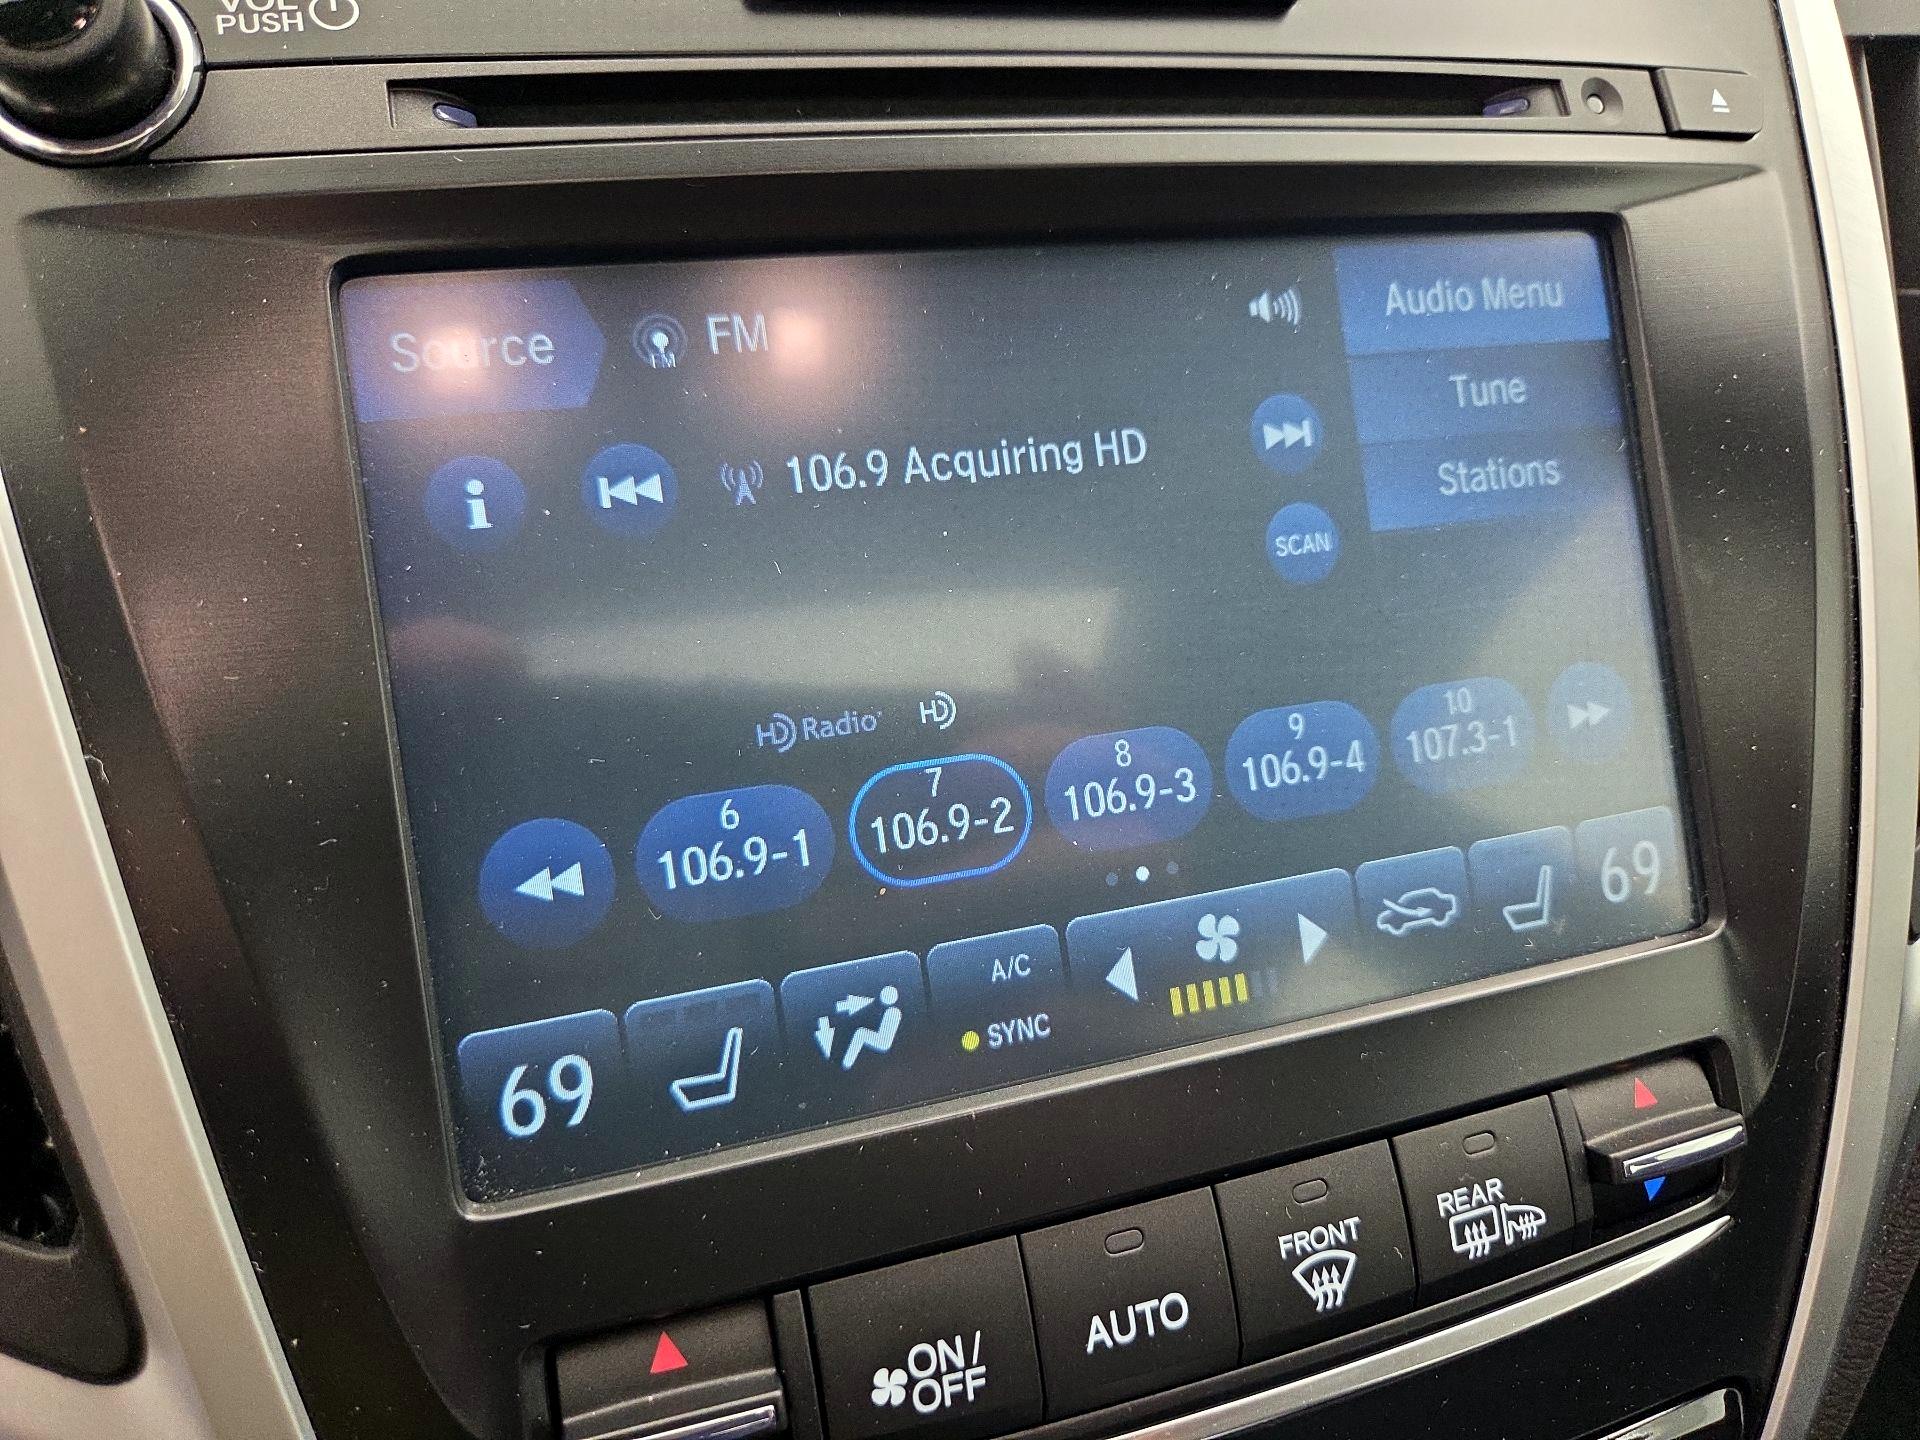 VOL
PUSH
Source
FM
FM
Audio Menu
Tune
Stations
i
106.9 Acquiring HD
SCAN
HD Radio
HD
6
106.9-1
7
106.9-2
8
106.9-3
9
106.9-4
10
107.3-1
69
A/C
SYNC
69
ON/
OFF
AUTO
FRONT
REAR